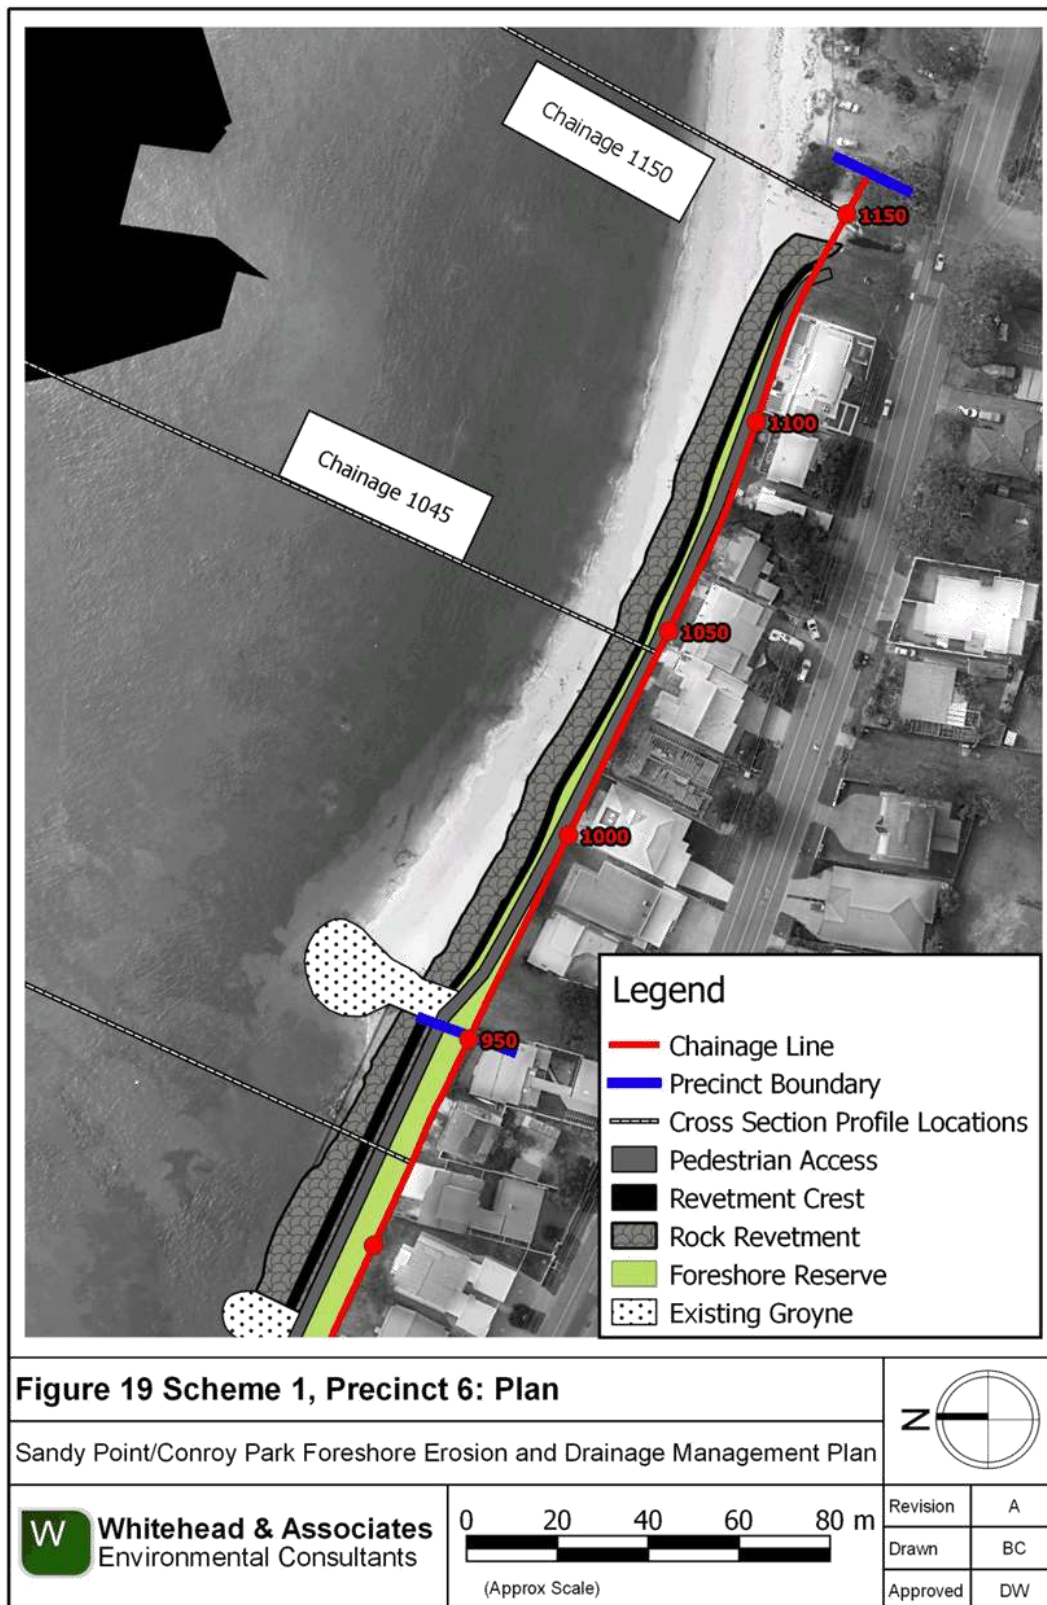 Chainage 1150
1150
Chainage 1045
1100
1050
1000
950
Legend
Chainage Line
Precinct Boundary
Cross Section Profile Locations
Pedestrian Access
Revetment Crest
Rock Revetment
Foreshore Reserve
Existing Groyne
Figure 19 Scheme 1, Precinct 6: Plan
Sandy Point/Conroy Park Foreshore Erosion and Drainage Management Plan
N
W
Whitehead & Associates
Environmental Consultants
0 20 40 60 80 m
(Approx Scale)
Revision A
Drawn BC
Approved DW